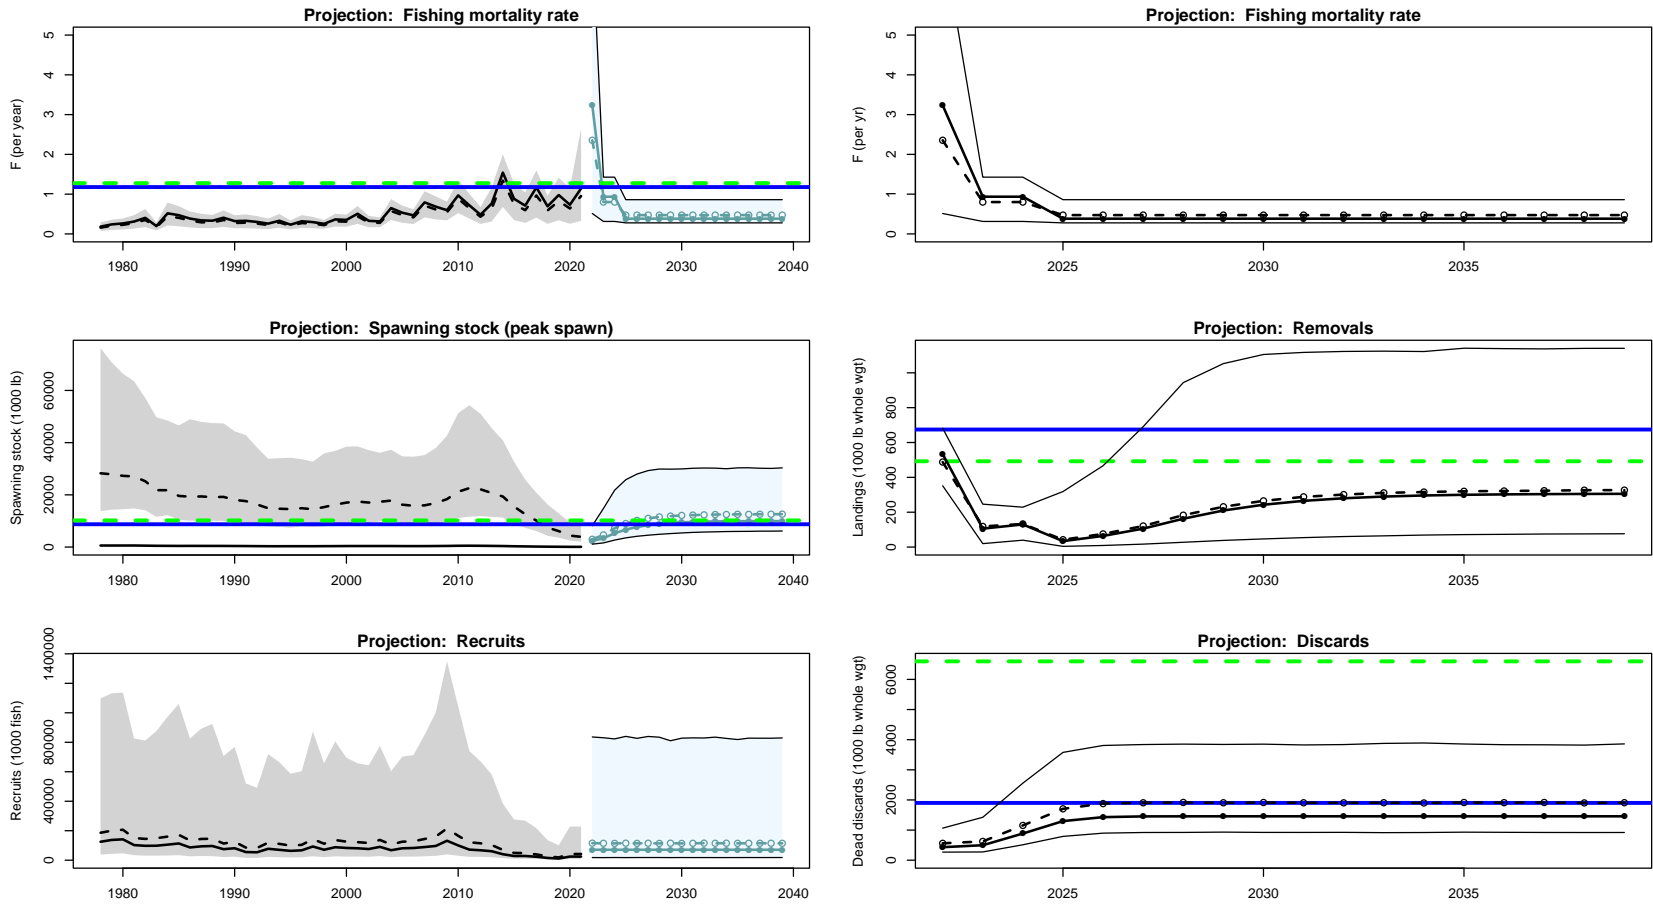 Projection: Fishing mortality rate
F (per year)
0 1 2 3 4 5
1980 1990 2000 2010 2020 2030 2040
Projection: Fishing mortality rate
F (per yr)
0 1 2 3 4 5
2025 2030 2035
Projection: Spawning stock (peak spawn)
Spawning stock (1000 lb)
0 20000 40000 60000
1980 1990 2000 2010 2020 2030 2040
Projection: Removals
Landings (1000 lb whole wgt)
0 200 400 600 800
2025 2030 2035
Projection: Recruits
Recruits (1000 fish)
0 400000 800000 1400000
1980 1990 2000 2010 2020 2030 2040
Projection: Discards
Dead discards (1000 lb whole wgt)
0 2000 4000 6000
2025 2030 2035